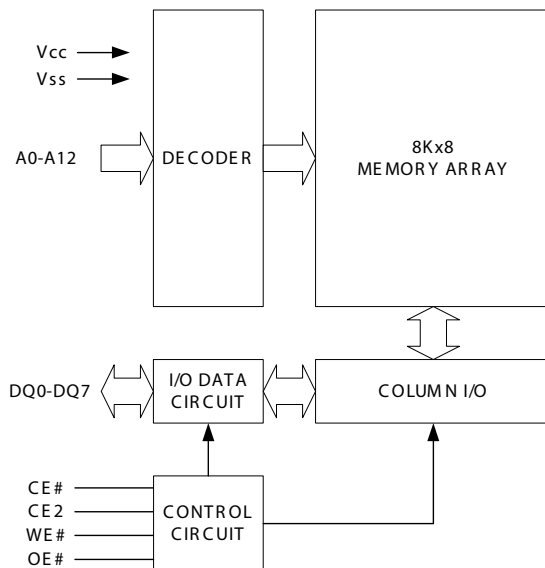 Vcc
Vss
A0-A12
DECODER
8Kx8
MEMORY ARRAY
DQ0-DQ7
I/O DATA
CIRCUIT
COLUMN I/O
CE#
CE2
WE#
OE#
CONTROL
CIRCUIT